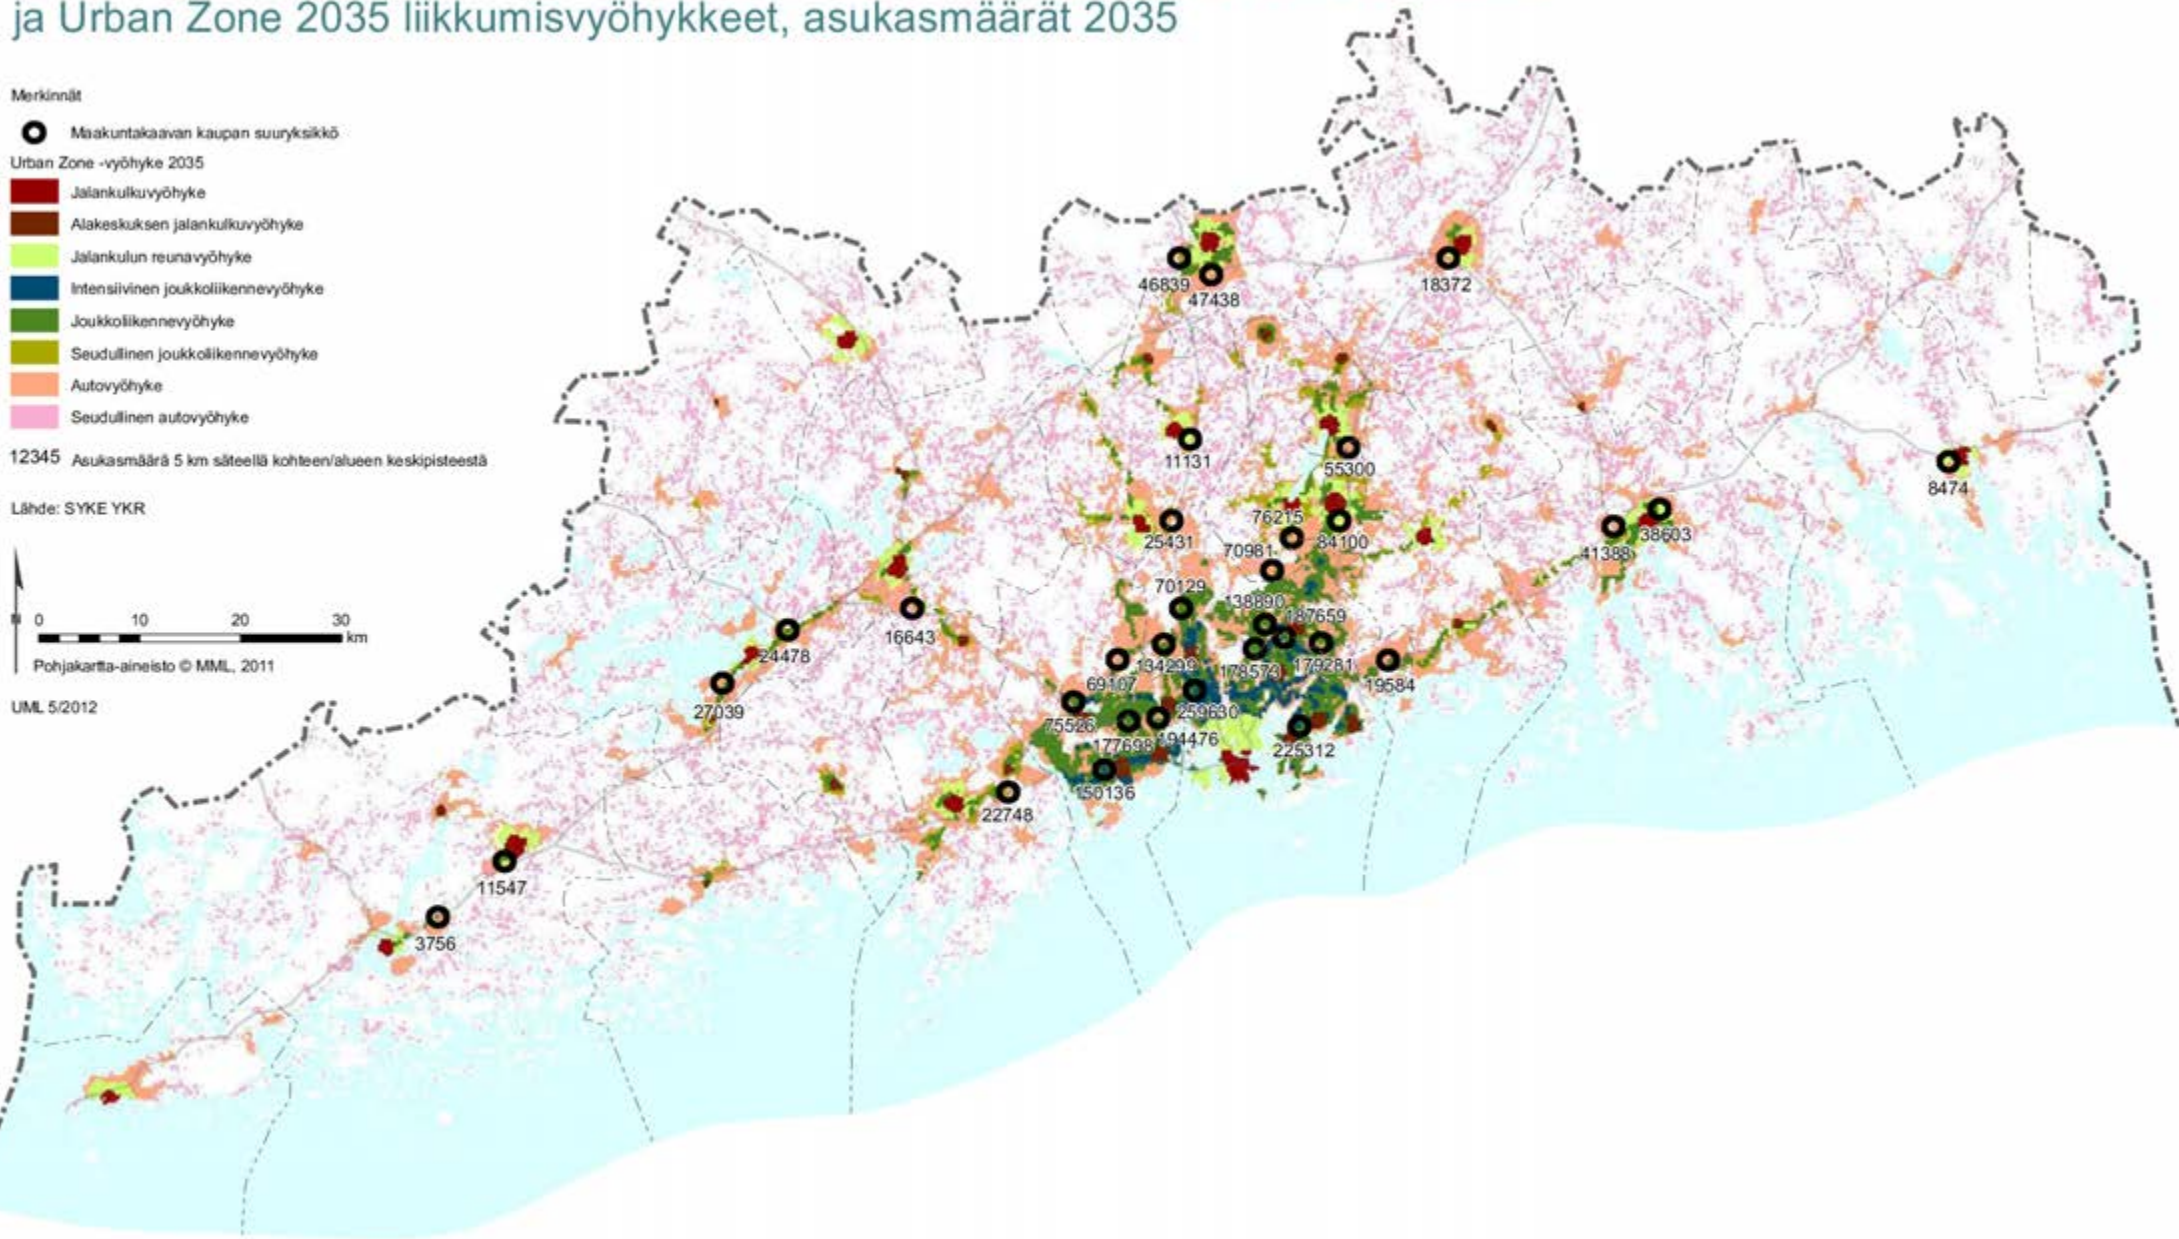 ja Urban Zone 2035 liikkumisvyöhykkeet, asukasmäärät 2035
Merkinnät
Maakuntakaavan kaupan suuryksikkö
Urban Zone -vyöhyke 2035
Jalankulkuvyöhyke
Alakeskuksen jalankulkuvyöhyke
Jalankulun reunavyöhyke
Intensiivinen joukkoliikennevyöhyke
Joukkoliikennevyöhyke
Seudullinen joukkoliikennevyöhyke
Autovyöhyke
Seudullinen autovyöhyke
12345 Asukasmäärä 5 km säteellä kohteen/alueen keskipisteestä
Lähde: SYKE YKR
N
0 10 20 30 km
Pohjakartta-aineisto © MML, 2011
UML 5/2012
46839
47438
18372
11131
55300
8474
25431
76215
84100
38603
41388
70981
70129
138890
187659
16643
24478
134299
178573
179281
19584
69107
27039
259630
75526
177698
194476
225312
150136
22748
11547
3756